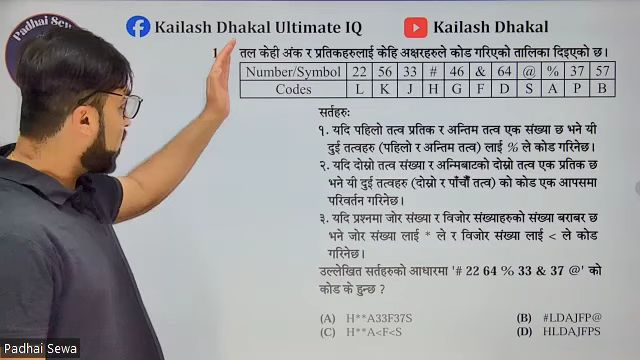 Padhai Sewa
Kailash Dhakal Ultimate IQ
Kailash Dhakal
तल केही अंक र प्रतिकहरुलाई केहि अक्षरहरुले कोड गरिएको तालिका दिइएको छ।
Number/Symbol 22 56 33 # 46 & 64 @ % 37 57
Codes L K J H G F D S A P B
सर्तहरु:
१. यदि पहिलो तत्व प्रतिक र अन्तिम तत्व एक संख्या छ भने यी
दुई तत्वहरु (पहिलो र अन्तिम तत्व) लाई % ले कोड गरिनेछ।
२. यदि दोस्रो तत्व संख्या र अन्मिबाटको दोस्रो तत्व एक प्रतिक छ
भने यी दुई तत्वहरु (दोस्रो र पाँचौँ तत्व) को कोड एक आपसमा
परिवर्तन गरिनेछ।
३. यदि प्रश्नमा जोर संख्या र विजोर संख्याहरुको संख्या बराबर छ
भने जोर संख्या लाई * ले र विजोर संख्या लाई < ले कोड
गरिनेछ।
उल्लेखित सर्तहरुको आधारमा '# 22 64 % 33 & 37 @' को
कोड के हुन्छ ?
(A) H**A33F37S (B) #LDAJFP@
(C) H**A<F<S (D) HLDAJFPS
Padhai Sewa